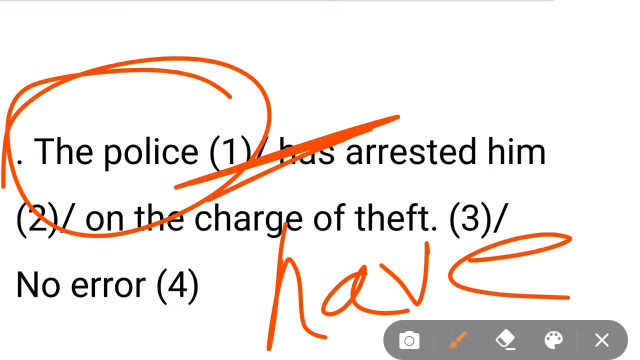 . The police (1)/ has arrested him
(2)/ on the charge of theft. (3)/
No error (4)
have